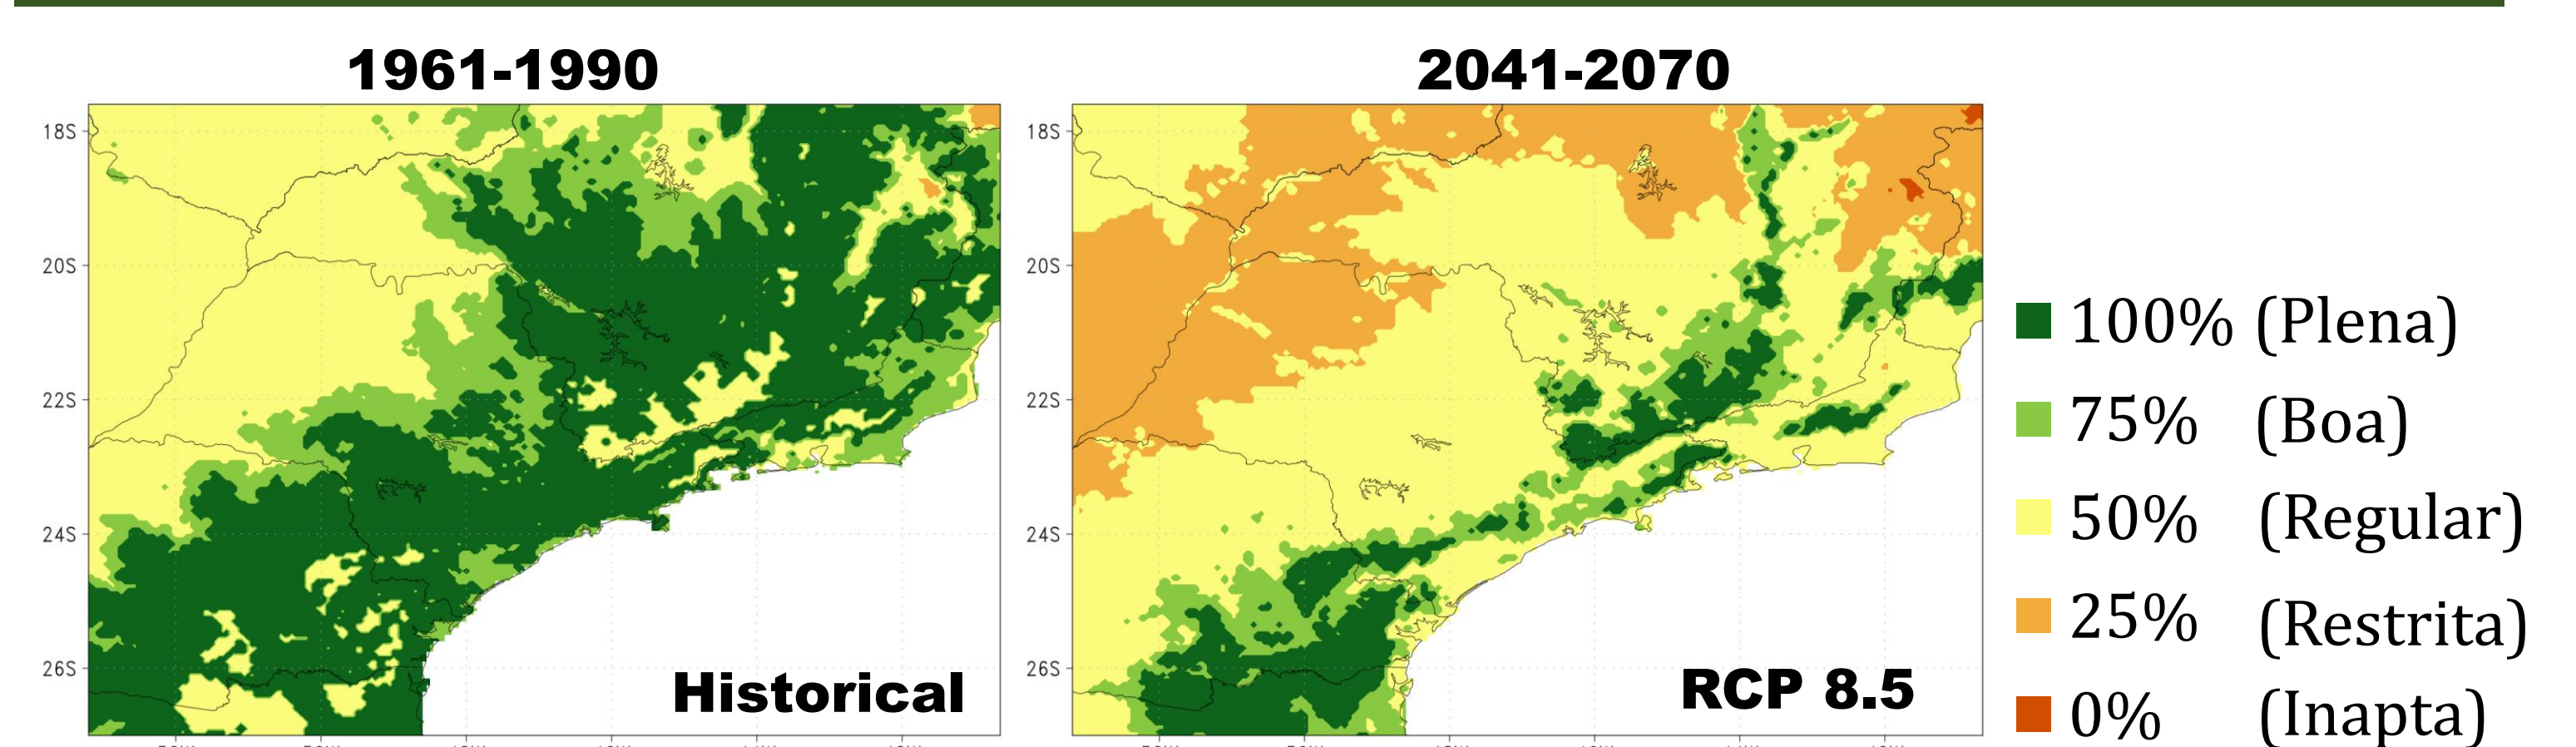 1961-1990
2041-2070
18S
20S
22S
24S
26S
Historical
18S
20S
22S
24S
26S
RCP 8.5
100% (Plena)
75% (Boa)
50% (Regular)
25% (Restrita)
0% (Inapta)